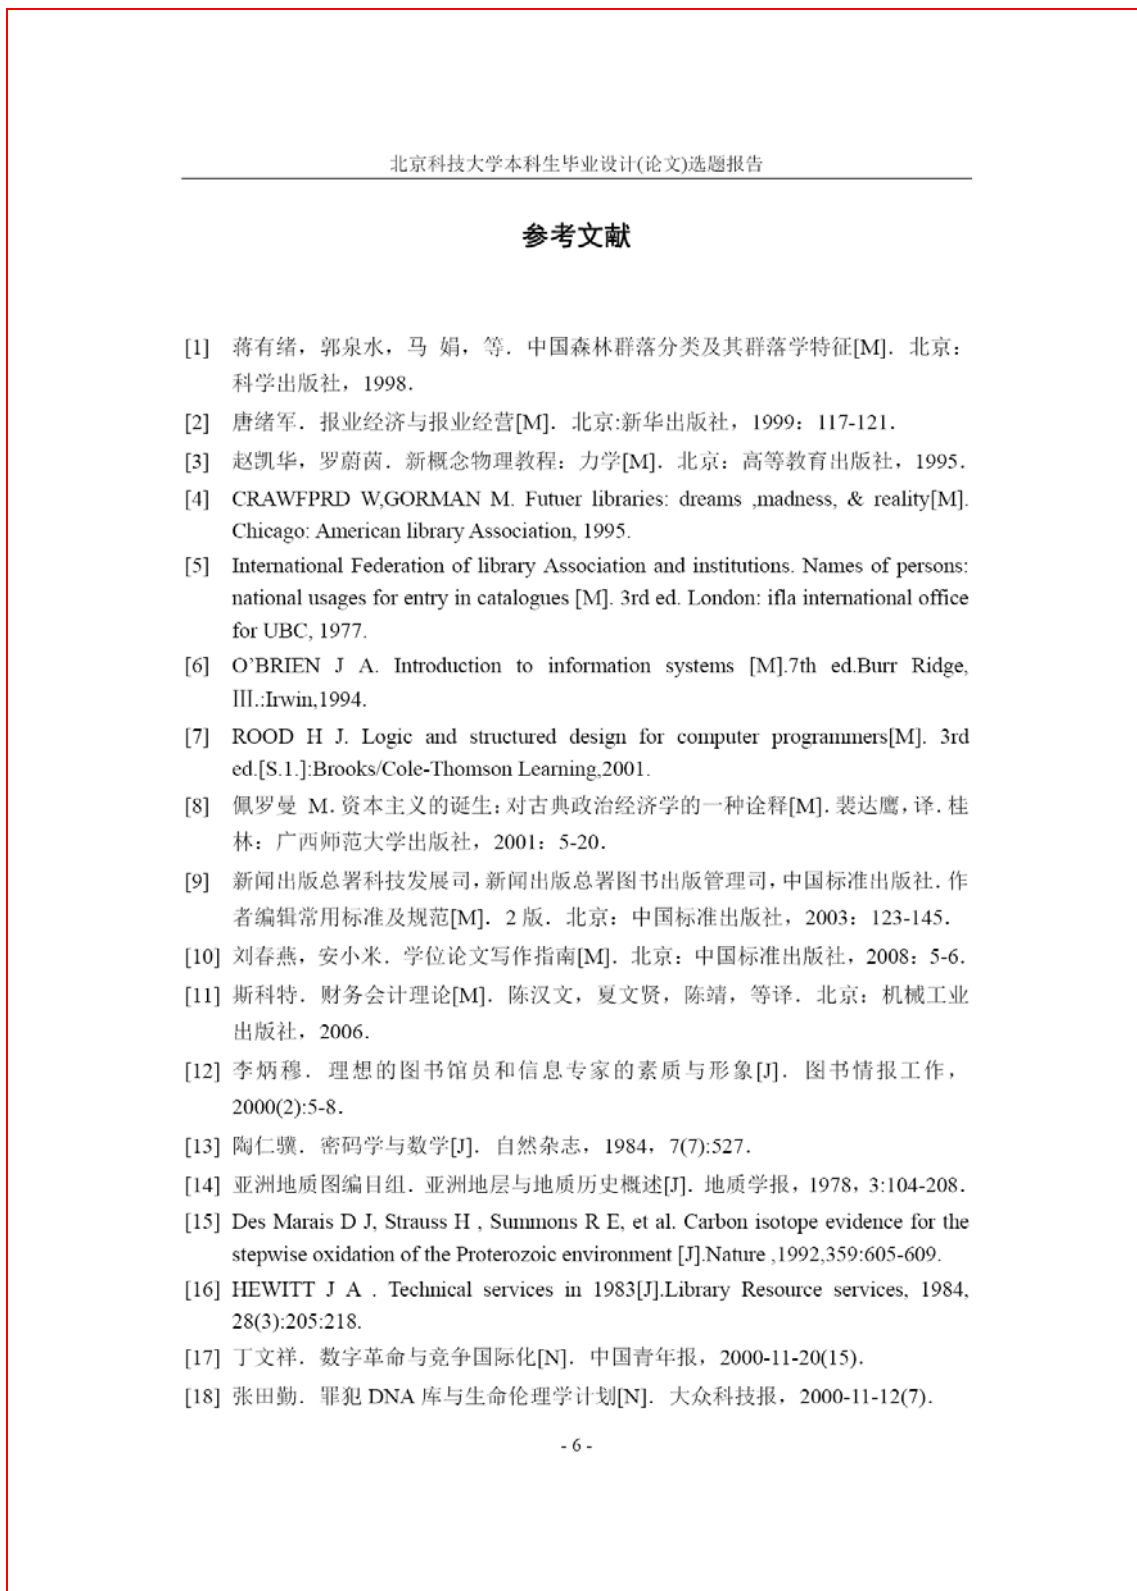 北京科技大学本科生毕业设计(论文)选题报告
参考文献
[1] 蒋有绪，郭泉水，马 娟，等．中国森林群落分类及其群落学特征[M]．北京：
科学出版社，1998．
[2] 唐绪军．报业经济与报业经营[M]．北京:新华出版社，1999：117-121．
[3] 赵凯华，罗蔚茵．新概念物理教程：力学[M]．北京：高等教育出版社，1995．
[4] CRAWFPRD W,GORMAN M. Futuer libraries: dreams ,madness, & reality[M].
Chicago: American library Association, 1995.
[5] International Federation of library Association and institutions. Names of persons:
national usages for entry in catalogues [M]. 3rd ed. London: ifla international office
for UBC, 1977.
[6] O’BRIEN J A. Introduction to information systems [M].7th ed.Burr Ridge,
Ⅲ.:Irwin,1994.
[7] ROOD H J. Logic and structured design for computer programmers[M]. 3rd
ed.[S.1.]:Brooks/Cole-Thomson Learning,2001.
[8] 佩罗曼 M．资本主义的诞生：对古典政治经济学的一种诠释[M]．裴达鹰，译．桂
林：广西师范大学出版社，2001：5-20．
[9] 新闻出版总署科技发展司，新闻出版总署图书出版管理司，中国标准出版社．作
者编辑常用标准及规范[M]．2 版．北京：中国标准出版社，2003：123-145．
[10] 刘春燕，安小米．学位论文写作指南[M]．北京：中国标准出版社，2008：5-6．
[11] 斯科特．财务会计理论[M]．陈汉文，夏文贤，陈靖，等译．北京：机械工业
出版社，2006．
[12] 李炳穆．理想的图书馆员和信息专家的素质与形象[J]．图书情报工作，
2000(2):5-8．
[13] 陶仁骥．密码学与数学[J]．自然杂志，1984，7(7):527．
[14] 亚洲地质图编目组．亚洲地层与地质历史概述[J]．地质学报，1978，3:104-208．
[15] Des Marais D J, Strauss H , Summons R E, et al. Carbon isotope evidence for the
stepwise oxidation of the Proterozoic environment [J].Nature ,1992,359:605-609.
[16] HEWITT J A . Technical services in 1983[J].Library Resource services, 1984,
28(3):205:218.
[17] 丁文祥．数字革命与竞争国际化[N]．中国青年报，2000-11-20(15)．
[18] 张田勤．罪犯 DNA 库与生命伦理学计划[N]．大众科技报，2000-11-12(7)．
- 6 -